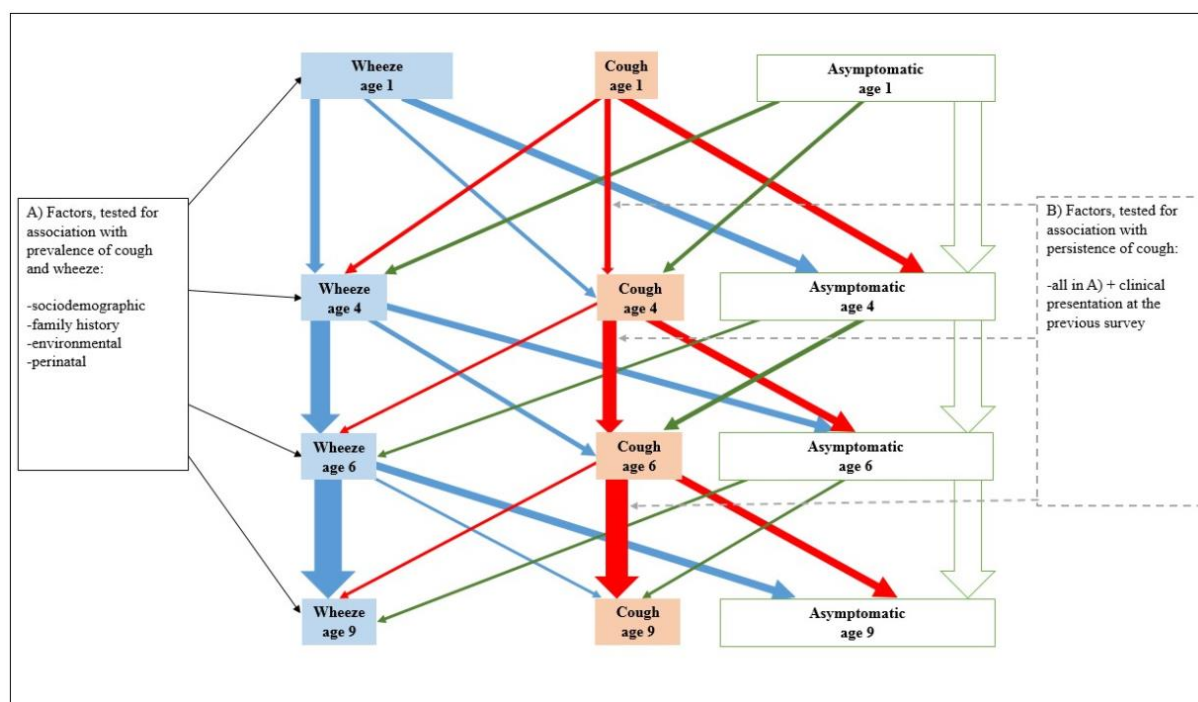 Wheeze
age 1
Cough
age 1
Asymptomatic
age 1
A) Factors, tested for
association with
prevalence of cough
and wheeze:
-sociodemographic
-family history
-environmental
-perinatal
B) Factors, tested for
association with
persistence of cough:
-all in A) + clinical
presentation at the
previous survey
Wheeze
age 4
Cough
age 4
Asymptomatic
age 4
Wheeze
age 6
Cough
age 6
Asymptomatic
age 6
Wheeze
age 9
Cough
age 9
Asymptomatic
age 9